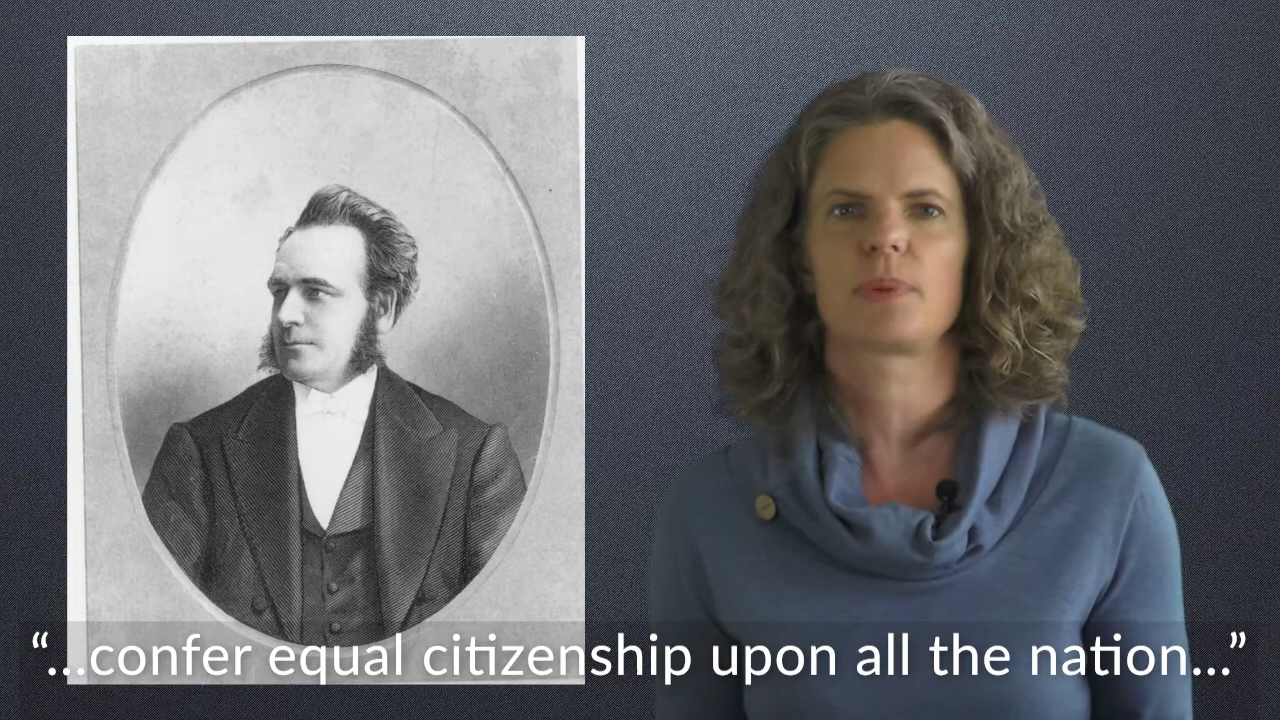 “...confer equal citizenship upon all the nation...”